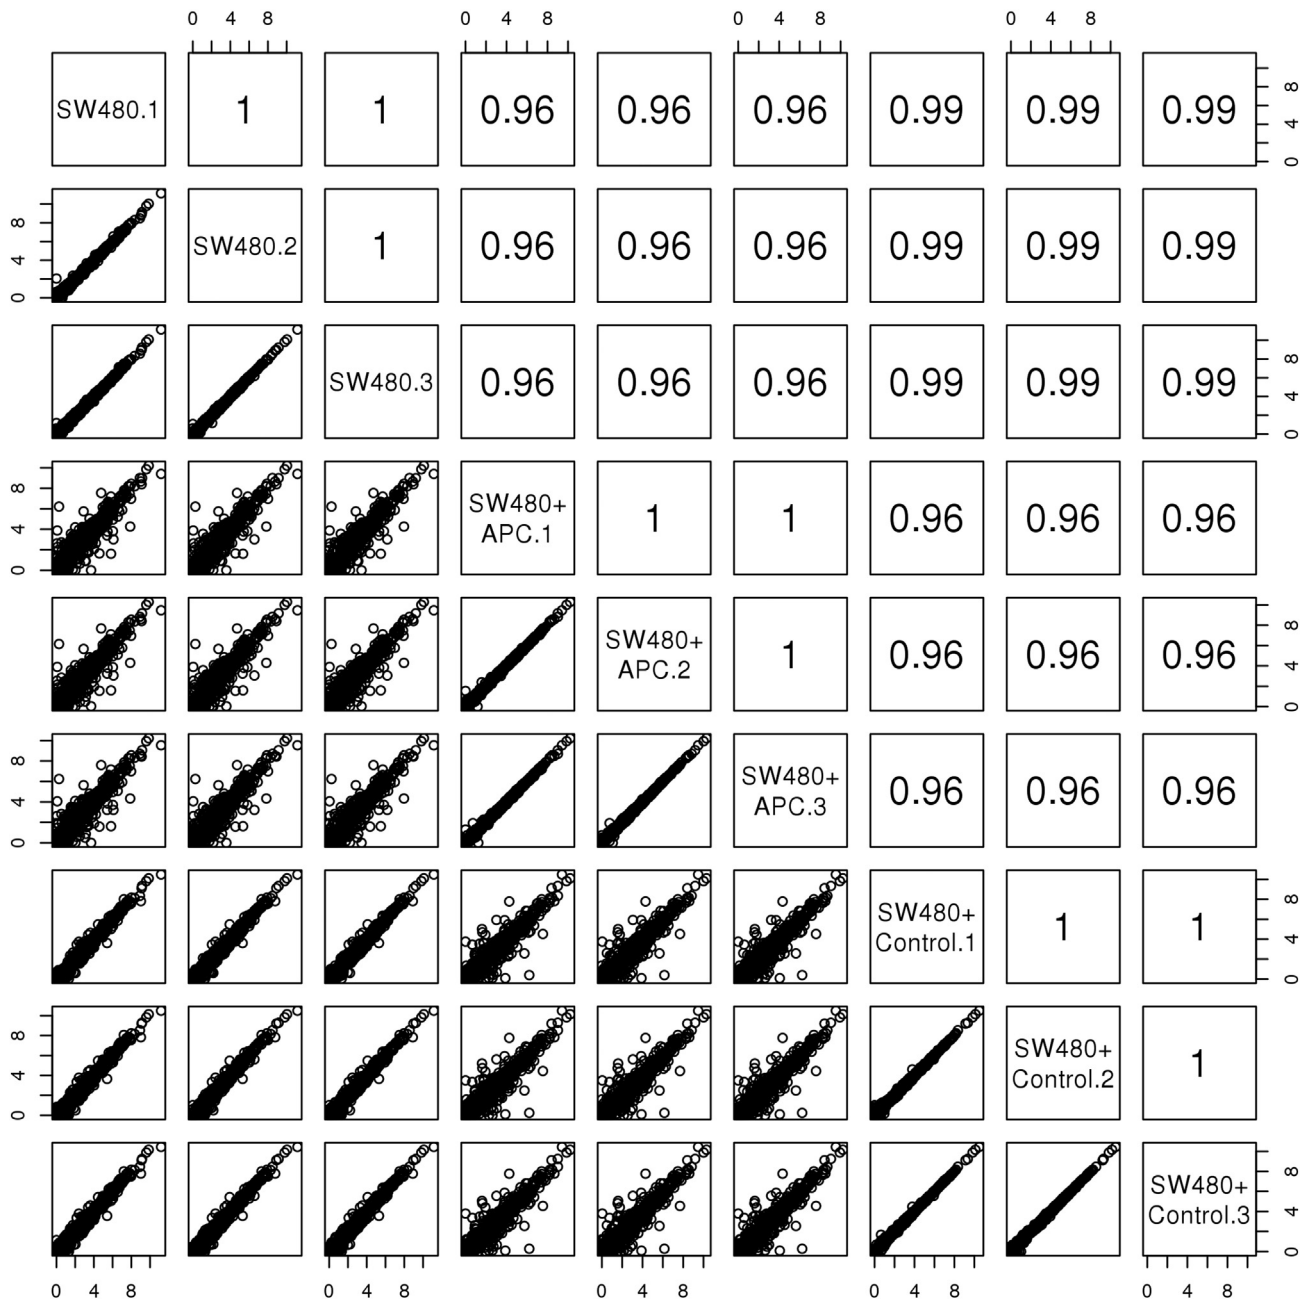 0 4 8 0 4 8 0 4 8 0 4 8
SW480.1 1 1 0.96 0.96 0.96 0.99 0.99 0.99 0 4 8
0 4 8 SW480.2 1 0.96 0.96 0.96 0.99 0.99 0.99
SW480.3 0.96 0.96 0.96 0.99 0.99 0.99 0 4 8
0 4 8 SW480+
APC.1 1 1 0.96 0.96 0.96
SW480+
APC.2 1 0.96 0.96 0.96 0 4 8
0 4 8 SW480+
APC.3 0.96 0.96 0.96
SW480+
Control.1 1 1 0 4 8
0 4 8 SW480+
Control.2 1
SW480+
Control.3 0 4 8
0 4 8 0 4 8 0 4 8 0 4 8 0 4 8